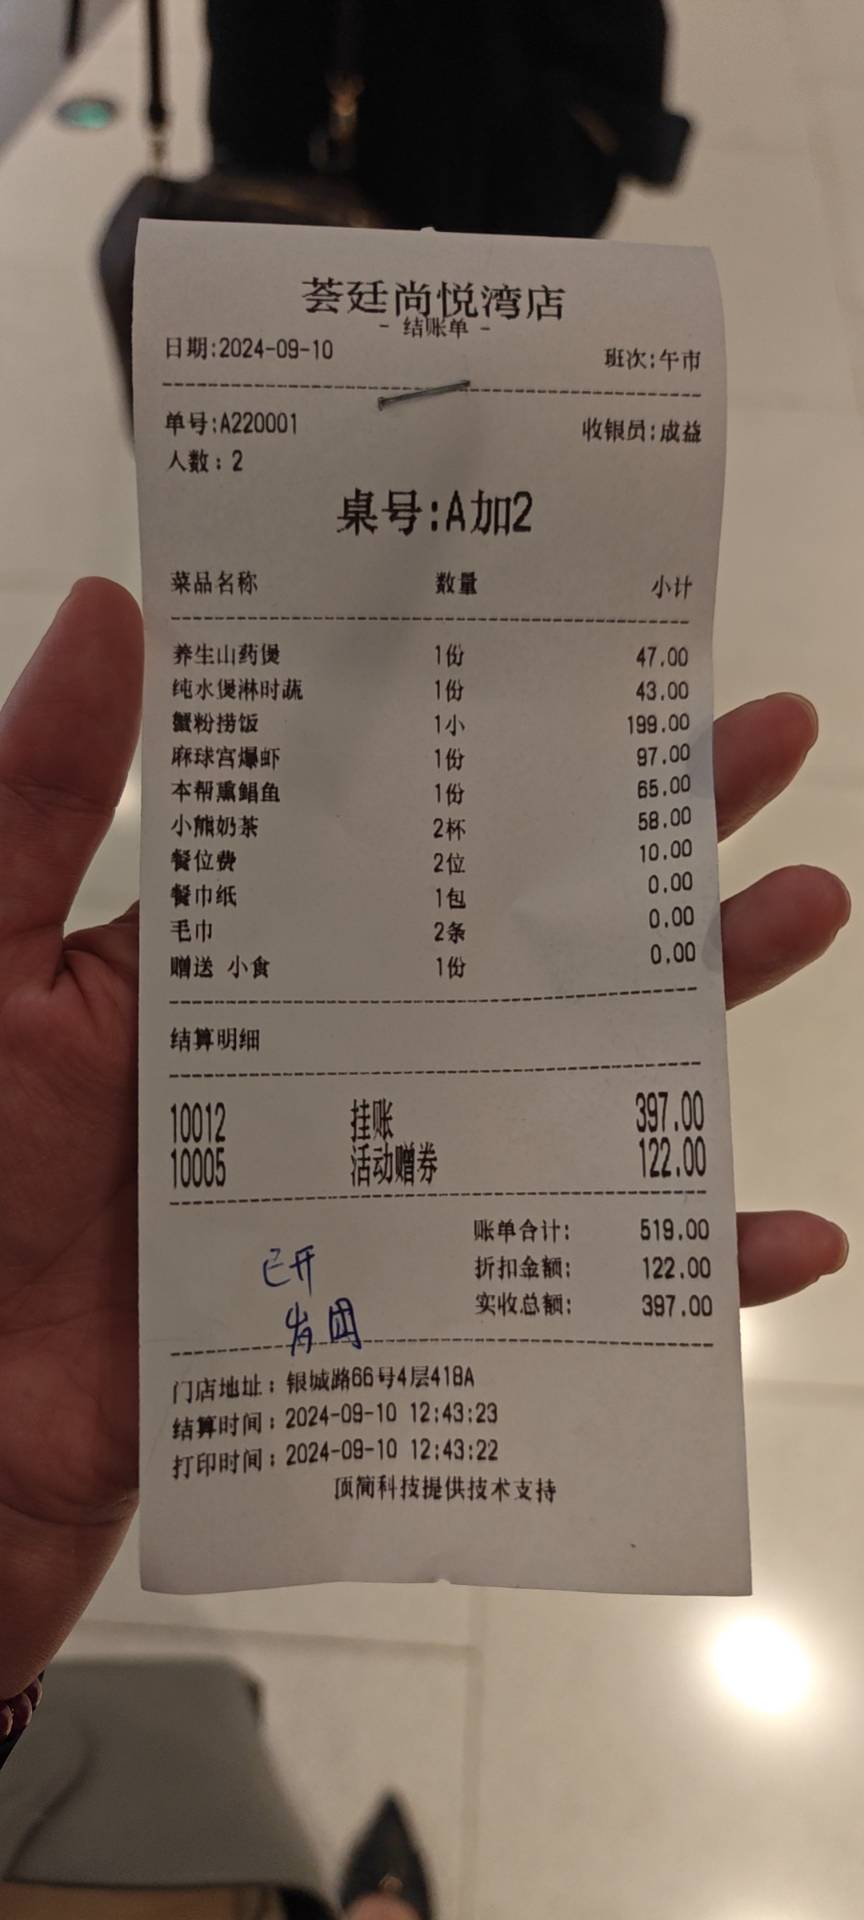 荟廷尚悦湾店
- 结账单 -
日期:2024-09-10 班次:午市
单号:A220001 收银员:成益
人数：2
桌号:A加2
菜品名称 数量 小计
养生山药煲 1份 47.00
纯水煲淋时蔬 1份 43.00
蟹粉捞饭 1小 199.00
麻球宫爆虾 1份 97.00
本帮熏鲳鱼 1份 65.00
小熊奶茶 2杯 58.00
餐位费 2位 10.00
餐巾纸 1包 0.00
毛巾 2条 0.00
赠送 小食 1份 0.00
结算明细
10012 挂账 397.00
10005 活动赠券 122.00
账单合计: 519.00
折扣金额: 122.00
实收总额: 397.00
已开
门店地址：银城路66号4层418A
结算时间：2024-09-10 12:43:23
打印时间：2024-09-10 12:43:22
顶简科技提供技术支持